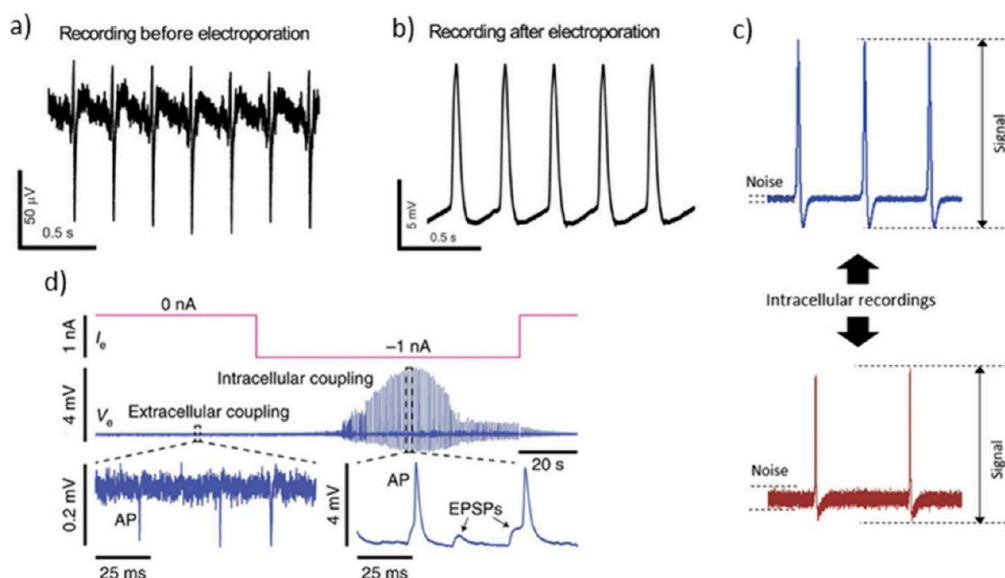 a)
Recording before electroporation
50 µV
0.5 s
b)
Recording after electroporation
5 mV
0.5 s
c)
Noise
Signal
Intracellular recordings
Noise
Signal
d)
0 nA
1 nA
Ie
−1 nA
Intracellular coupling
4 mV
Ve
Extracellular coupling
20 s
0.2 mV
AP
25 ms
4 mV
AP
EPSPs
25 ms